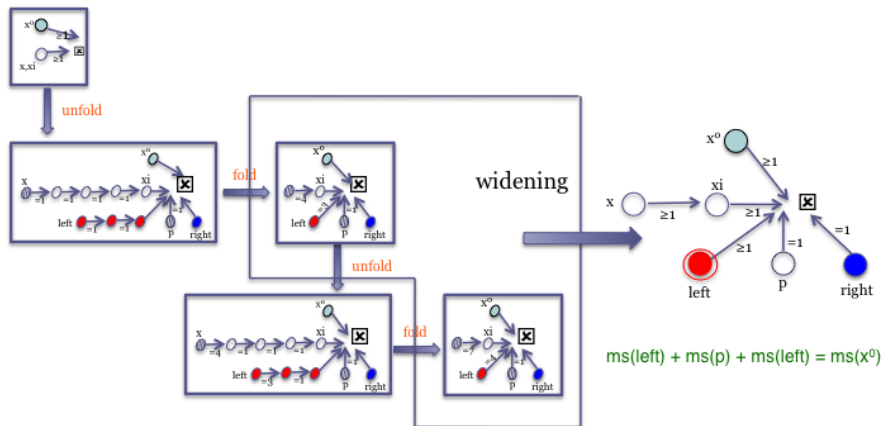 x⁰
≥1
≥1
x,xi
unfold
x⁰
x
xi
=1
=1
=1
=1
left
=1
=1
=1
p
right
fold
x⁰
xi
=4
=3
=1
left
p
right
unfold
x⁰
x
xi
=4
=1
=1
=1
left
=3
=1
=1
p
right
fold
x⁰
xi
=7
=1
left
p
right
widening
x⁰
≥1
x
xi
≥1
≥1
≥1
=1
=1
left
p
right
ms(left) + ms(p) + ms(left) = ms(x⁰)